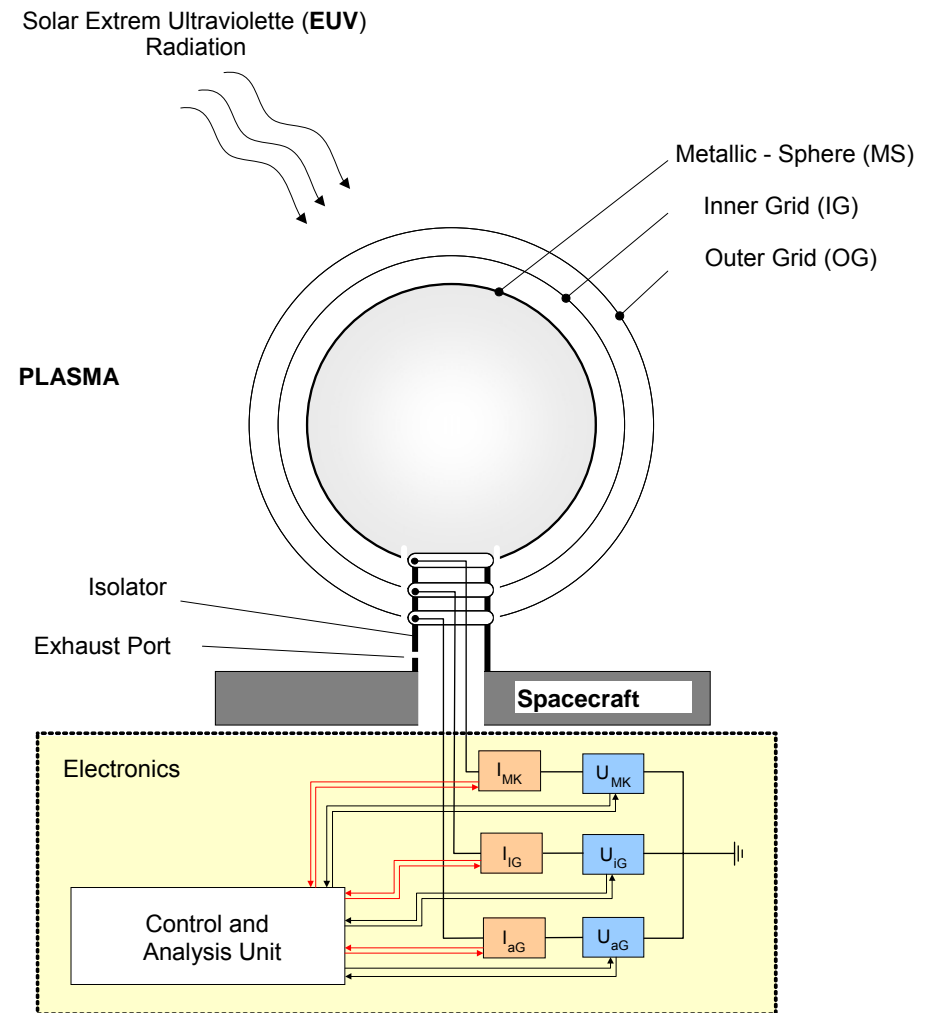 Solar Extrem Ultraviolette (EUV)
Radiation
Metallic - Sphere (MS)
Inner Grid (IG)
Outer Grid (OG)
PLASMA
Isolator
Exhaust Port
Spacecraft
Electronics
I_MK
U_MK
I_IG
U_iG
Control and
Analysis Unit
I_aG
U_aG